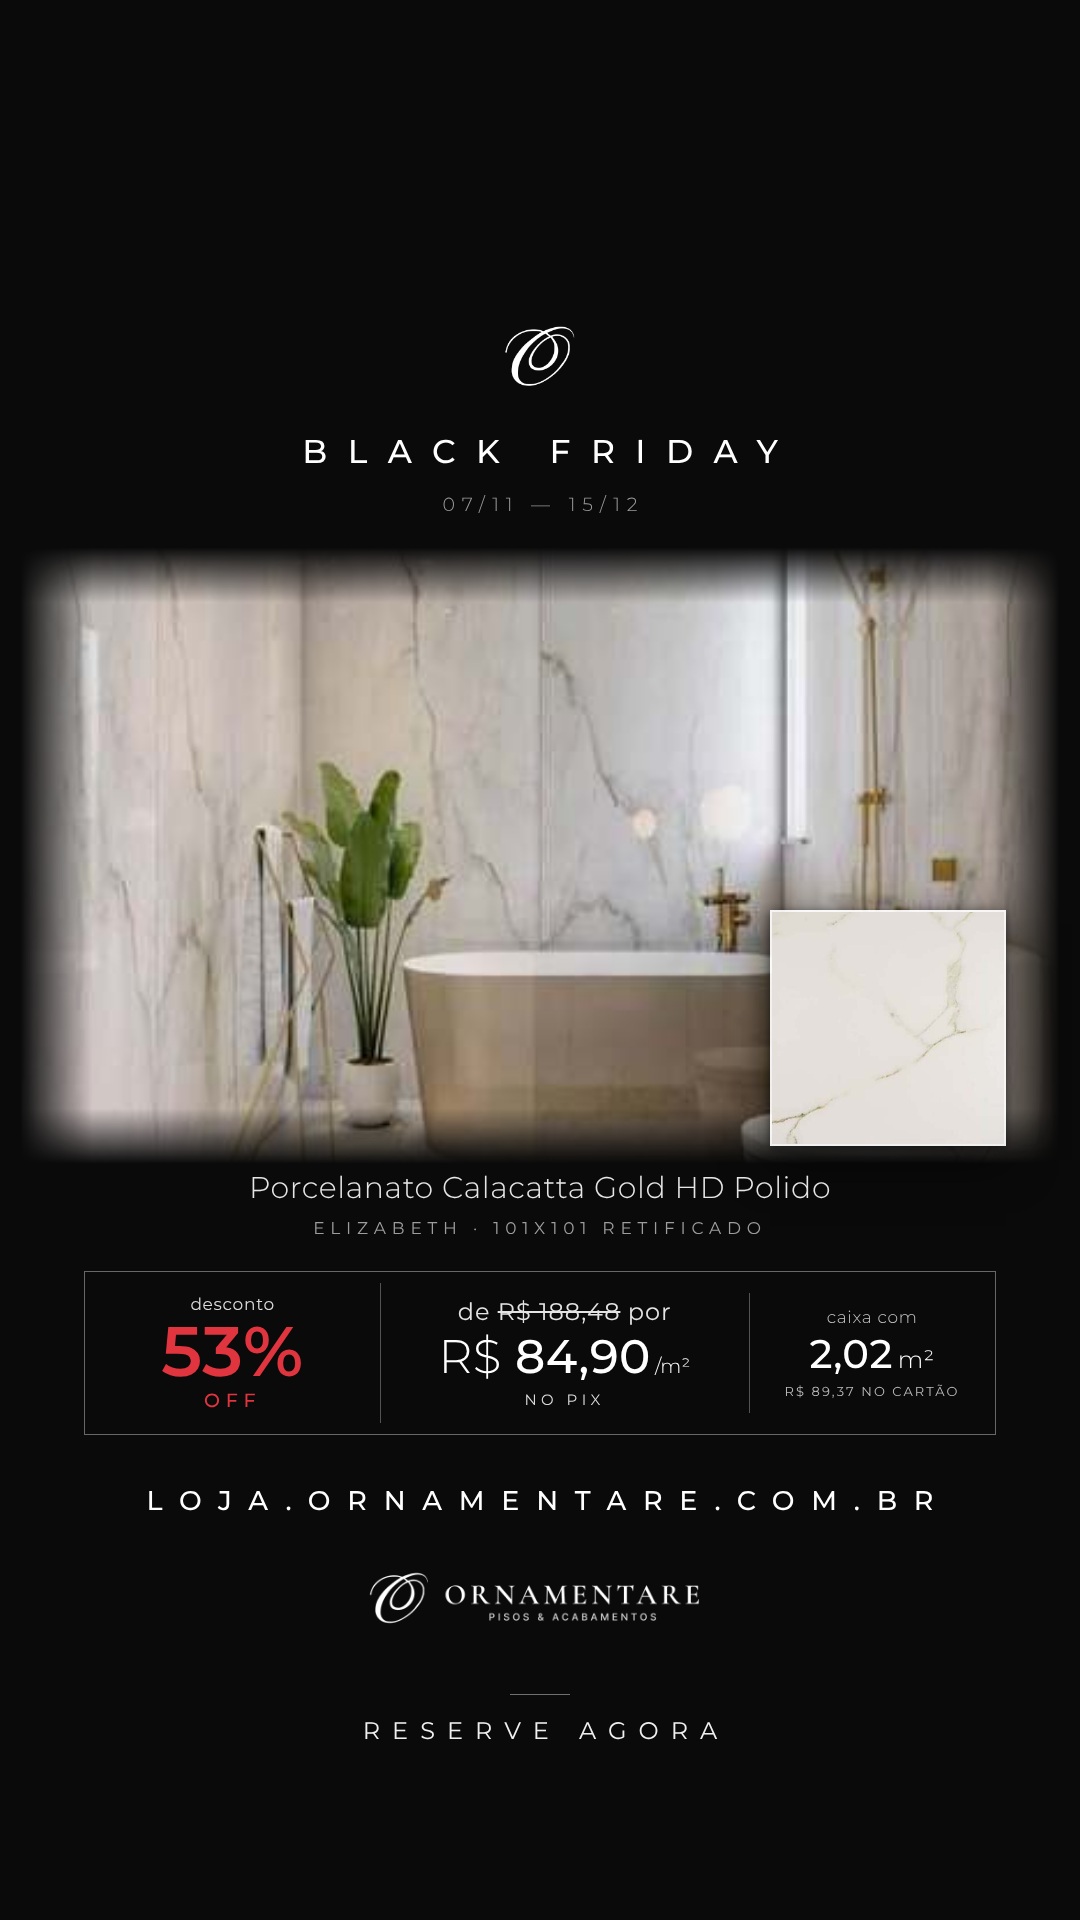 O
BLACK FRIDAY
07/11 — 15/12
Porcelanato Calacatta Gold HD Polido
ELIZABETH · 101X101 RETIFICADO
desconto
53%
OFF
de R$ 188,48 por
R$ 84,90 /m²
NO PIX
caixa com
2,02 m²
R$ 89,37 NO CARTÃO
LOJA.ORNAMENTARE.COM.BR
O ORNAMENTARE
PISOS & ACABAMENTOS
RESERVE AGORA